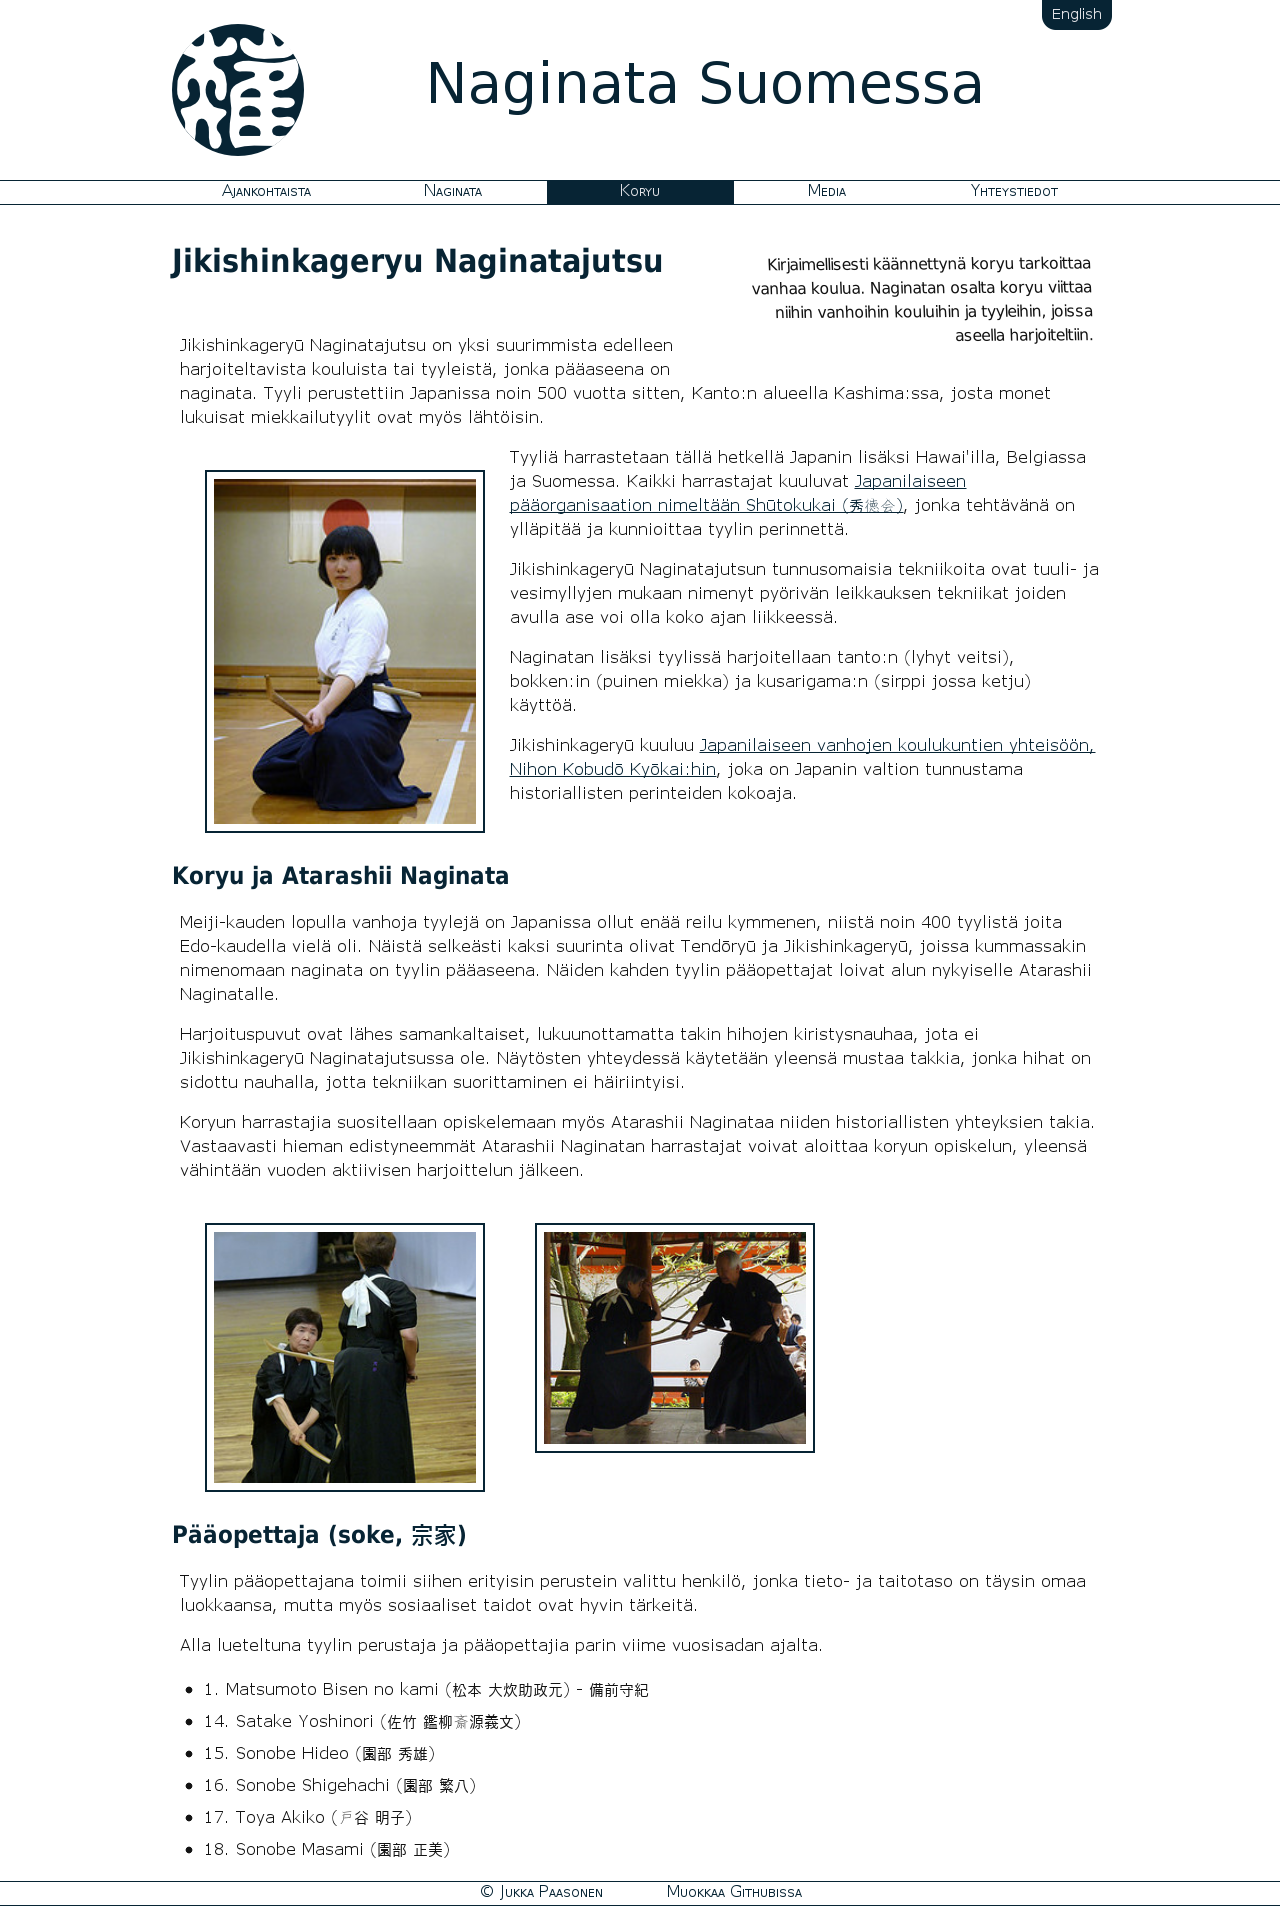 English
Naginata Suomessa
Ajankohtaista
Naginata
Koryu
Media
Yhteystiedot
Jikishinkageryu Naginatajutsu
Kirjaimellisesti käännettynä koryu tarkoittaa
vanhaa koulua. Naginatan osalta koryu viittaa
niihin vanhoihin kouluihin ja tyyleihin, joissa
aseella harjoiteltiin.
Jikishinkageryū Naginatajutsu on yksi suurimmista edelleen
harjoiteltavista kouluista tai tyyleistä, jonka pääaseena on
naginata. Tyyli perustettiin Japanissa noin 500 vuotta sitten, Kanto:n alueella Kashima:ssa, josta monet
lukuisat miekkailutyylit ovat myös lähtöisin.
Tyyliä harrastetaan tällä hetkellä Japanin lisäksi Hawai'illa, Belgiassa
ja Suomessa. Kaikki harrastajat kuuluvat Japanilaiseen
pääorganisaation nimeltään Shūtokukai (秀徳会), jonka tehtävänä on
ylläpitää ja kunnioittaa tyylin perinnettä.
Jikishinkageryū Naginatajutsun tunnusomaisia tekniikoita ovat tuuli- ja
vesimyllyjen mukaan nimenyt pyörivän leikkauksen tekniikat joiden
avulla ase voi olla koko ajan liikkeessä.
Naginatan lisäksi tyylissä harjoitellaan tanto:n (lyhyt veitsi),
bokken:in (puinen miekka) ja kusarigama:n (sirppi jossa ketju)
käyttöä.
Jikishinkageryū kuuluu Japanilaiseen vanhojen koulukuntien yhteisöön,
Nihon Kobudō Kyōkai:hin, joka on Japanin valtion tunnustama
historiallisten perinteiden kokoaja.
Koryu ja Atarashii Naginata
Meiji-kauden lopulla vanhoja tyylejä on Japanissa ollut enää reilu kymmenen, niistä noin 400 tyylistä joita
Edo-kaudella vielä oli. Näistä selkeästi kaksi suurinta olivat Tendōryū ja Jikishinkageryū, joissa kummassakin
nimenomaan naginata on tyylin pääaseena. Näiden kahden tyylin pääopettajat loivat alun nykyiselle Atarashii
Naginatalle.
Harjoituspuvut ovat lähes samankaltaiset, lukuunottamatta takin hihojen kiristysnauhaa, jota ei
Jikishinkageryū Naginatajutsussa ole. Näytösten yhteydessä käytetään yleensä mustaa takkia, jonka hihat on
sidottu nauhalla, jotta tekniikan suorittaminen ei häiriintyisi.
Koryun harrastajia suositellaan opiskelemaan myös Atarashii Naginataa niiden historiallisten yhteyksien takia.
Vastaavasti hieman edistyneemmät Atarashii Naginatan harrastajat voivat aloittaa koryun opiskelun, yleensä
vähintään vuoden aktiivisen harjoittelun jälkeen.
Pääopettaja (soke, 宗家)
Tyylin pääopettajana toimii siihen erityisin perustein valittu henkilö, jonka tieto- ja taitotaso on täysin omaa
luokkaansa, mutta myös sosiaaliset taidot ovat hyvin tärkeitä.
Alla lueteltuna tyylin perustaja ja pääopettajia parin viime vuosisadan ajalta.
• 1. Matsumoto Bisen no kami (松本 大炊助政元) - 備前守紀
• 14. Satake Yoshinori (佐竹 鑑柳斎源義文)
• 15. Sonobe Hideo (園部 秀雄)
• 16. Sonobe Shigehachi (園部 繁八)
• 17. Toya Akiko (戸谷 明子)
• 18. Sonobe Masami (園部 正美)
© Jukka Paasonen
Muokkaa Githubissa